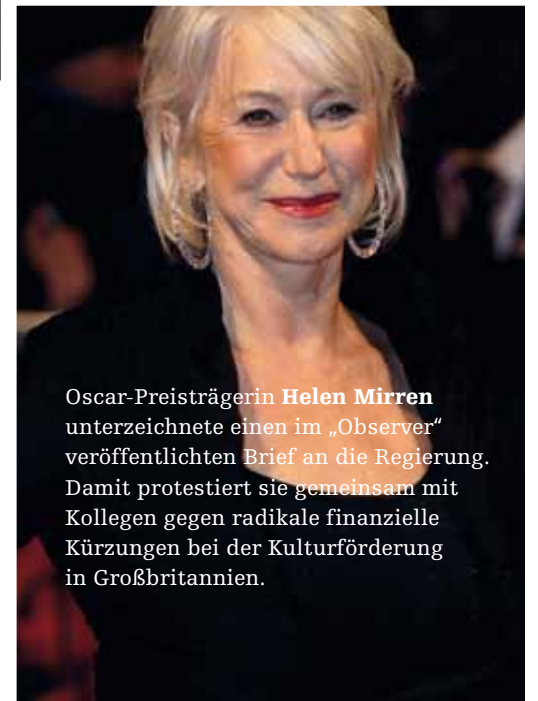 Oscar-Preisträgerin Helen Mirren
unterzeichnete einen im „Observer“
veröffentlichten Brief an die Regierung.
Damit protestiert sie gemeinsam mit
Kollegen gegen radikale finanzielle
Kürzungen bei der Kulturförderung
in Großbritannien.